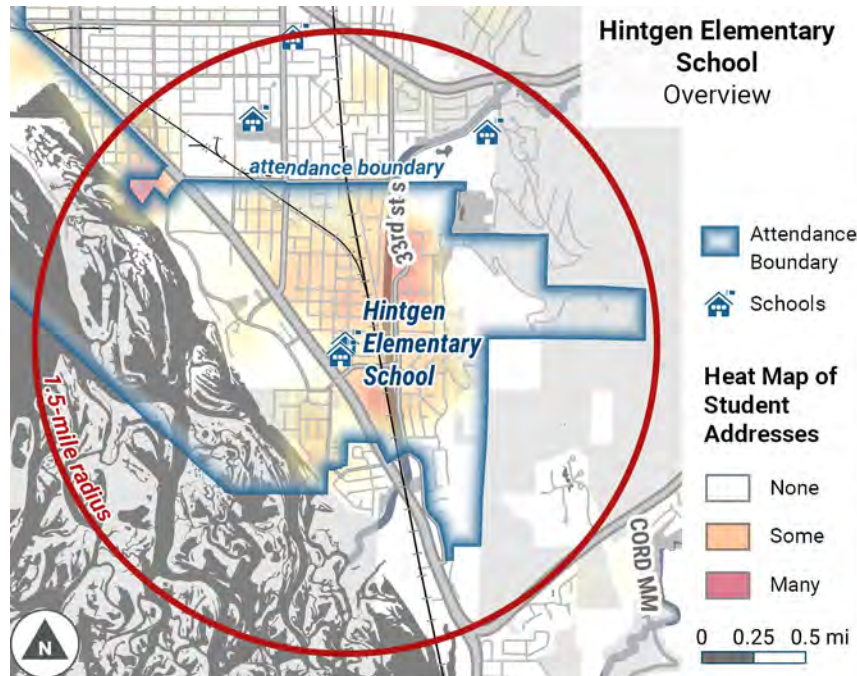 Hintgen Elementary
School
Overview
attendance boundary
33rd st s
Hintgen
Elementary
School
1.5-mile radius
CORD MM
N
Attendance
Boundary
Schools
Heat Map of
Student
Addresses
None
Some
Many
0 0.25 0.5 mi